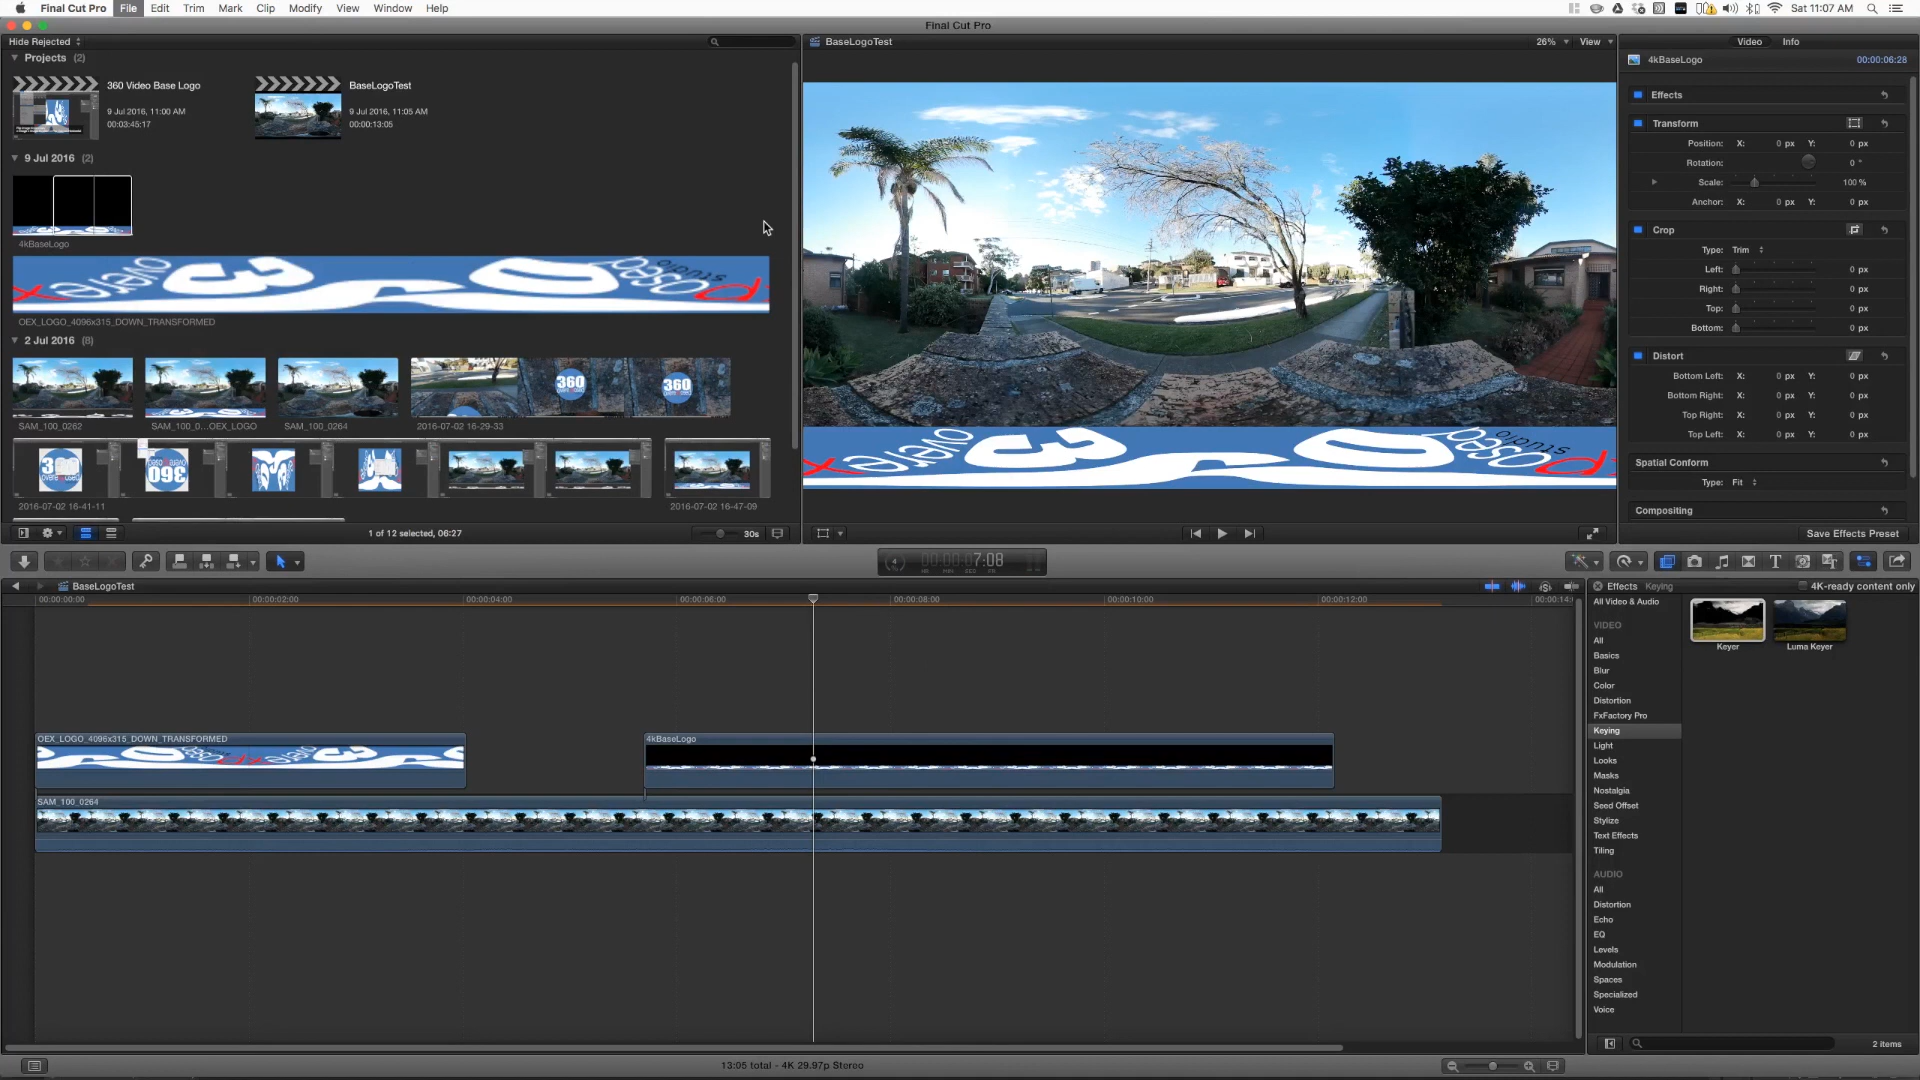 Final Cut Pro File Edit Trim Mark Clip Modify View Window Help
Sat 11:07 AM
Final Cut Pro
Hide Rejected
Projects (2)
360 Video Base Logo
9 Jul 2016, 11:00 AM
00:03:45:17
BaseLogoTest
9 Jul 2016, 11:05 AM
00:00:13:05
9 Jul 2016 (2)
4kBaseLogo
OEX_LOGO_4096x315_DOWN_TRANSFORMED
2 Jul 2016 (8)
SAM_100_0262
SAM_100_0...OEX_LOGO
SAM_100_0264
2016-07-02 16-29-33
360
360
2016-07-02 16-41-11
2016-07-02 16-47-09
1 of 12 selected, 06:27
30s
BaseLogoTest
26%
View
Video
Info
4kBaseLogo
00:00:06:28
Effects
Transform
Position: X: 0 px Y: 0 px
Rotation: 0 °
Scale: 100 %
Anchor: X: 0 px Y: 0 px
Crop
Type: Trim
Left: 0 px
Right: 0 px
Top: 0 px
Bottom: 0 px
Distort
Bottom Left: X: 0 px Y: 0 px
Bottom Right: X: 0 px Y: 0 px
Top Right: X: 0 px Y: 0 px
Top Left: X: 0 px Y: 0 px
Spatial Conform
Type: Fit
Compositing
Save Effects Preset
00:00:07:08
HR MIN SEC FR
BaseLogoTest
00:00:00:00
00:00:02:00
00:00:04:00
00:00:06:00
00:00:08:00
00:00:10:00
00:00:12:00
OEX_LOGO_4096x315_DOWN_TRANSFORMED
4kBaseLogo
SAM_100_0264
Effects Keying
4K-ready content only
All Video & Audio
VIDEO
All
Basics
Blur
Color
Distortion
FxFactory Pro
Keying
Light
Looks
Masks
Nostalgia
Seed Offset
Stylize
Text Effects
Tiling
AUDIO
All
Distortion
Echo
EQ
Levels
Modulation
Spaces
Specialized
Voice
Keyer
Luma Keyer
2 items
13:05 total - 4K 29.97p Stereo